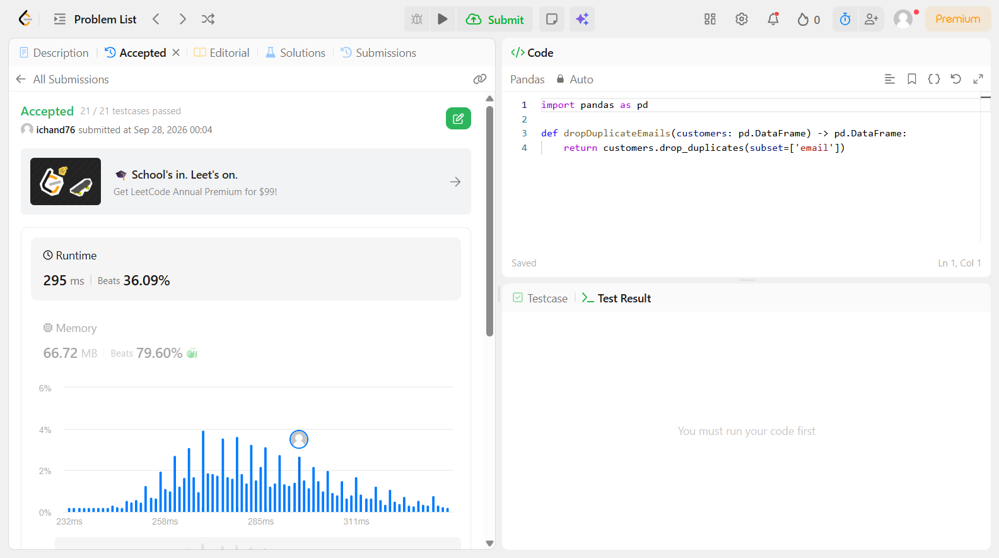 Problem List
Submit
0
Premium
Description
Accepted
Editorial
Solutions
Submissions
All Submissions
Accepted 21 / 21 testcases passed
ichand76 submitted at Sep 28, 2026 00:04
School's in. Leet's on.
Get LeetCode Annual Premium for $99!
Runtime
295 ms Beats 36.09%
Memory
66.72 MB Beats 79.60%
6%
4%
2%
0%
232ms 258ms 285ms 311ms
</> Code
Pandas Auto
1 import pandas as pd
2
3 def dropDuplicateEmails(customers: pd.DataFrame) -> pd.DataFrame:
4 return customers.drop_duplicates(subset=['email'])
Saved
Ln 1, Col 1
Testcase
Test Result
You must run your code first